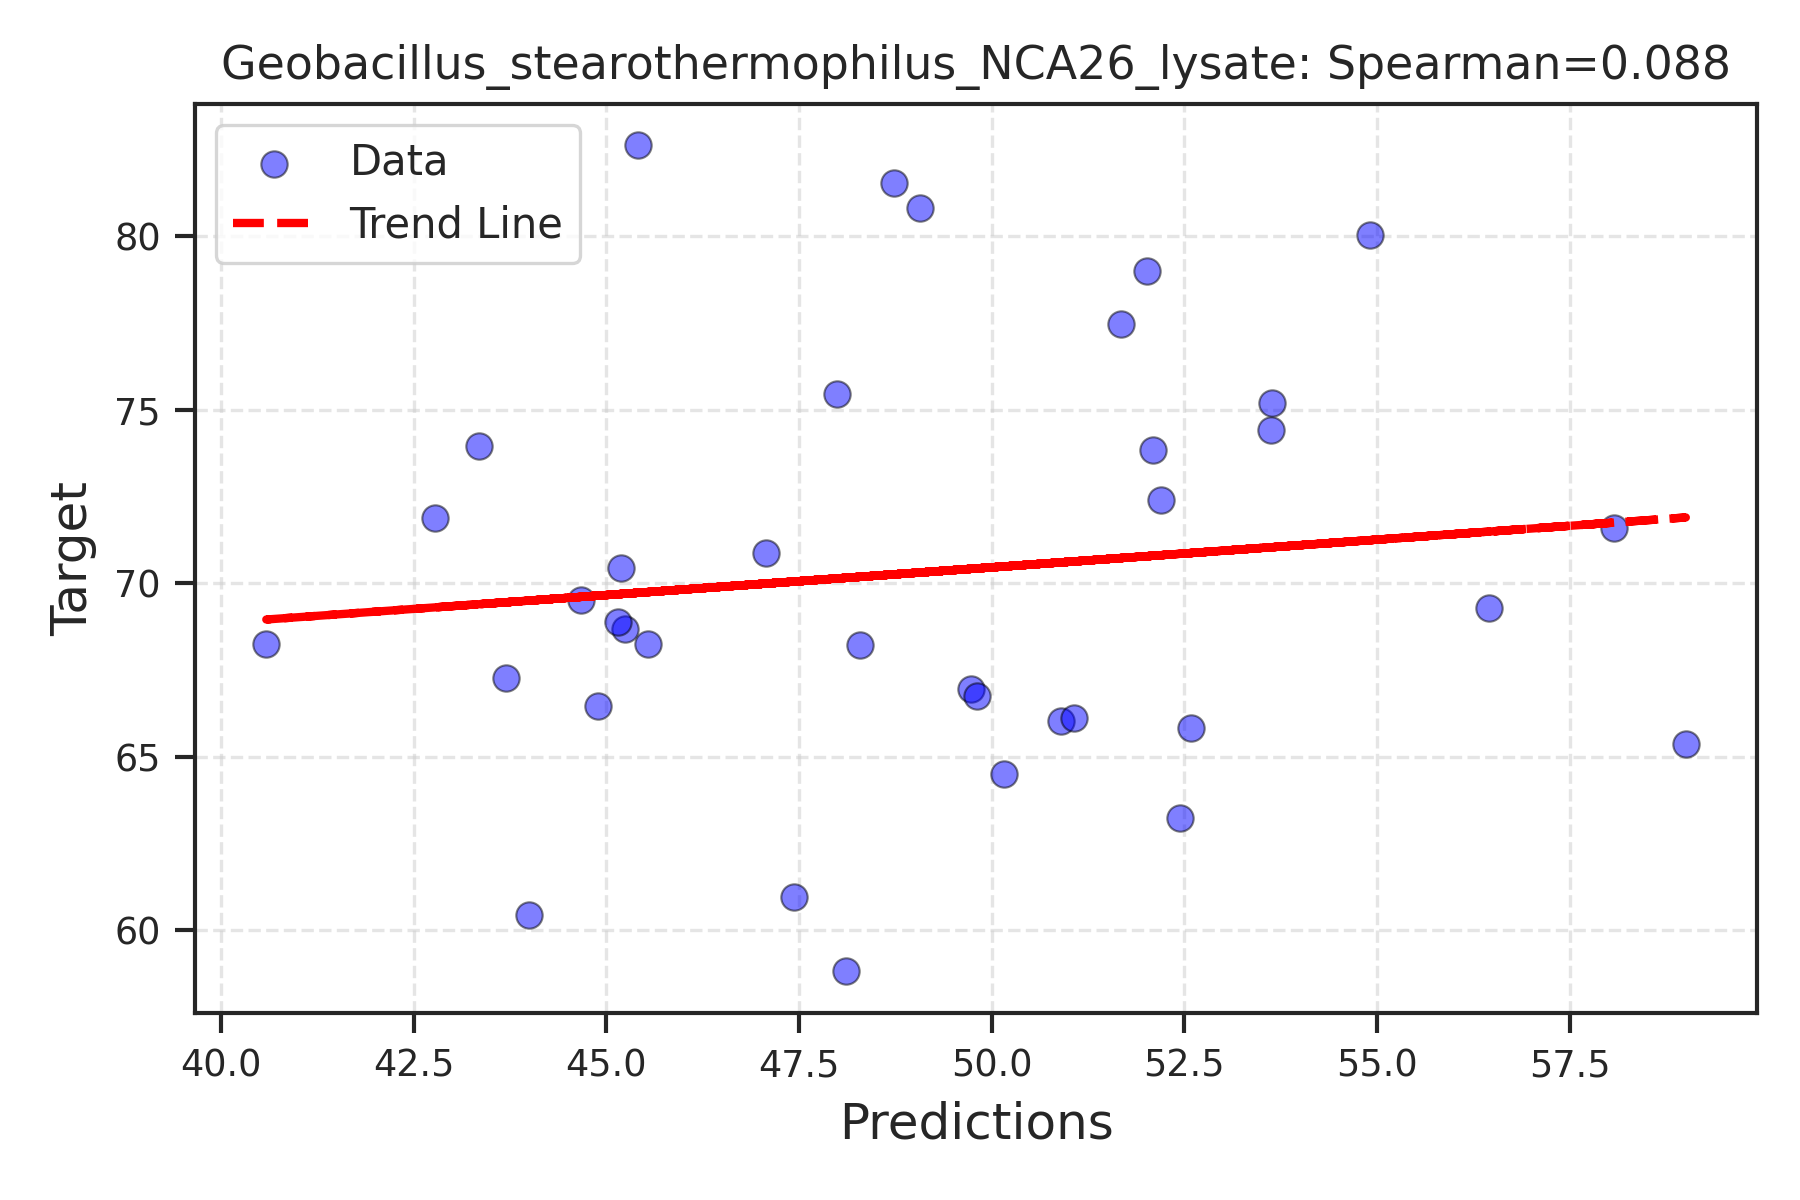 Geobacillus_stearothermophilus_NCA26_lysate: Spearman=0.088
Data
Trend Line
80
75
70
65
60
Target
40.0 42.5 45.0 47.5 50.0 52.5 55.0 57.5
Predictions